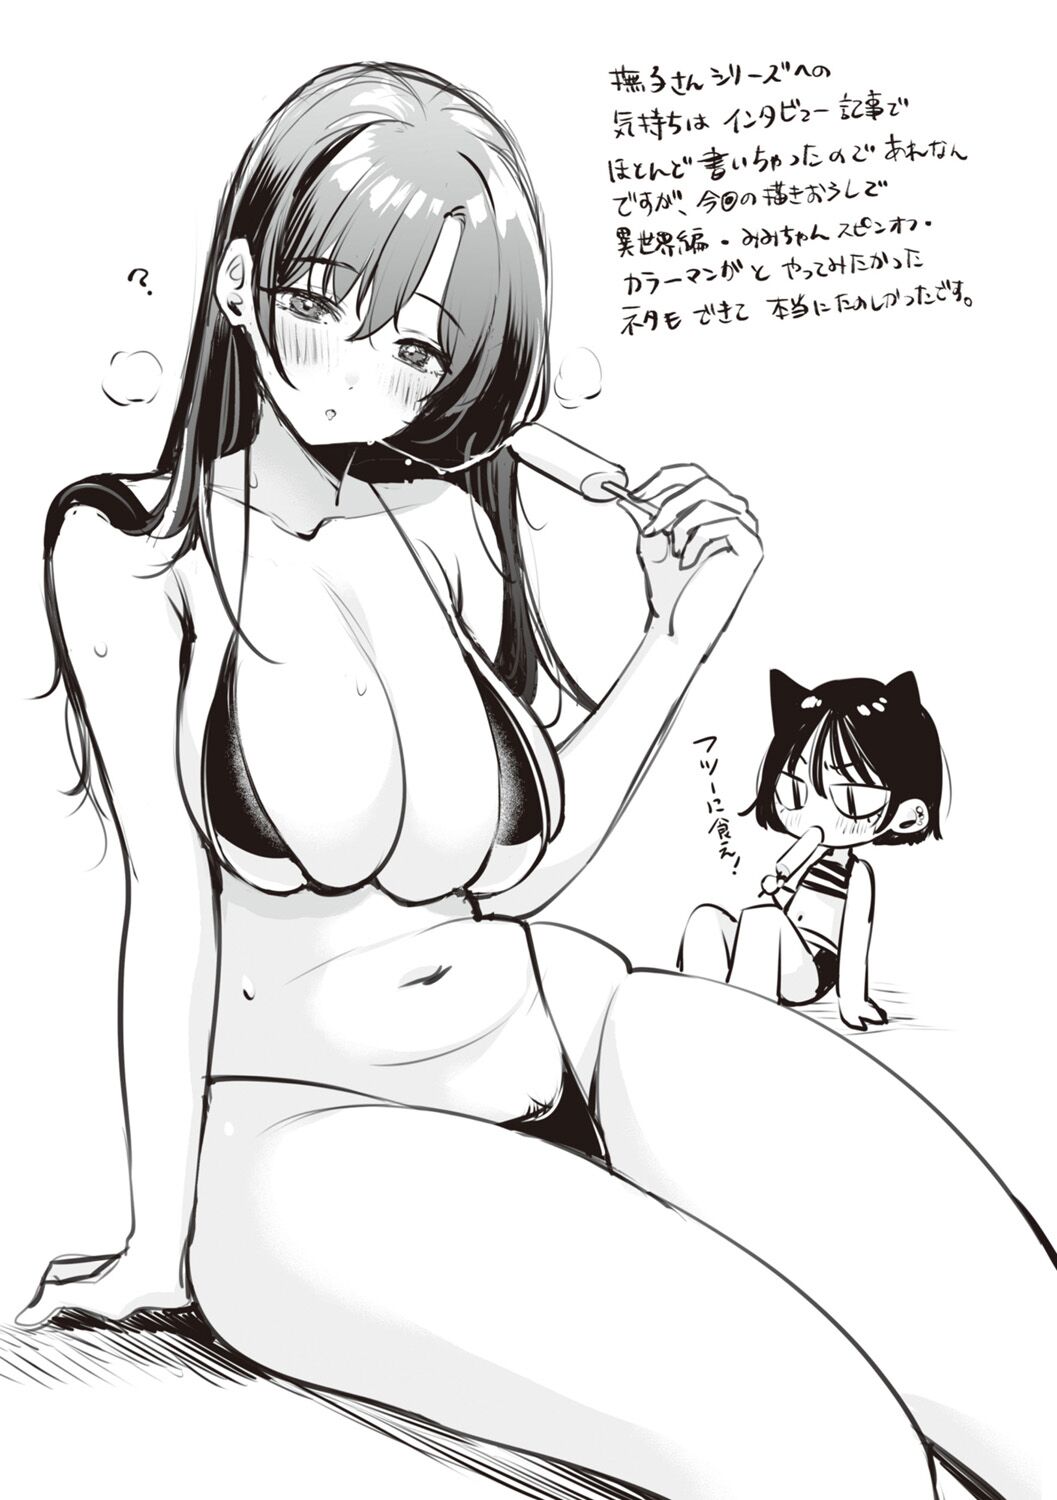 撫子さんシリーズへの
気持ちは インタビュー記事で
ほとんど書いちゃったので あれなん
ですが、今回の描きおろしで
異世界編・みみちゃんスピンオフ・
カラーマンガと やってみたかった
ネタも できて 本当にたのしかったです。
?
フツーに食え!